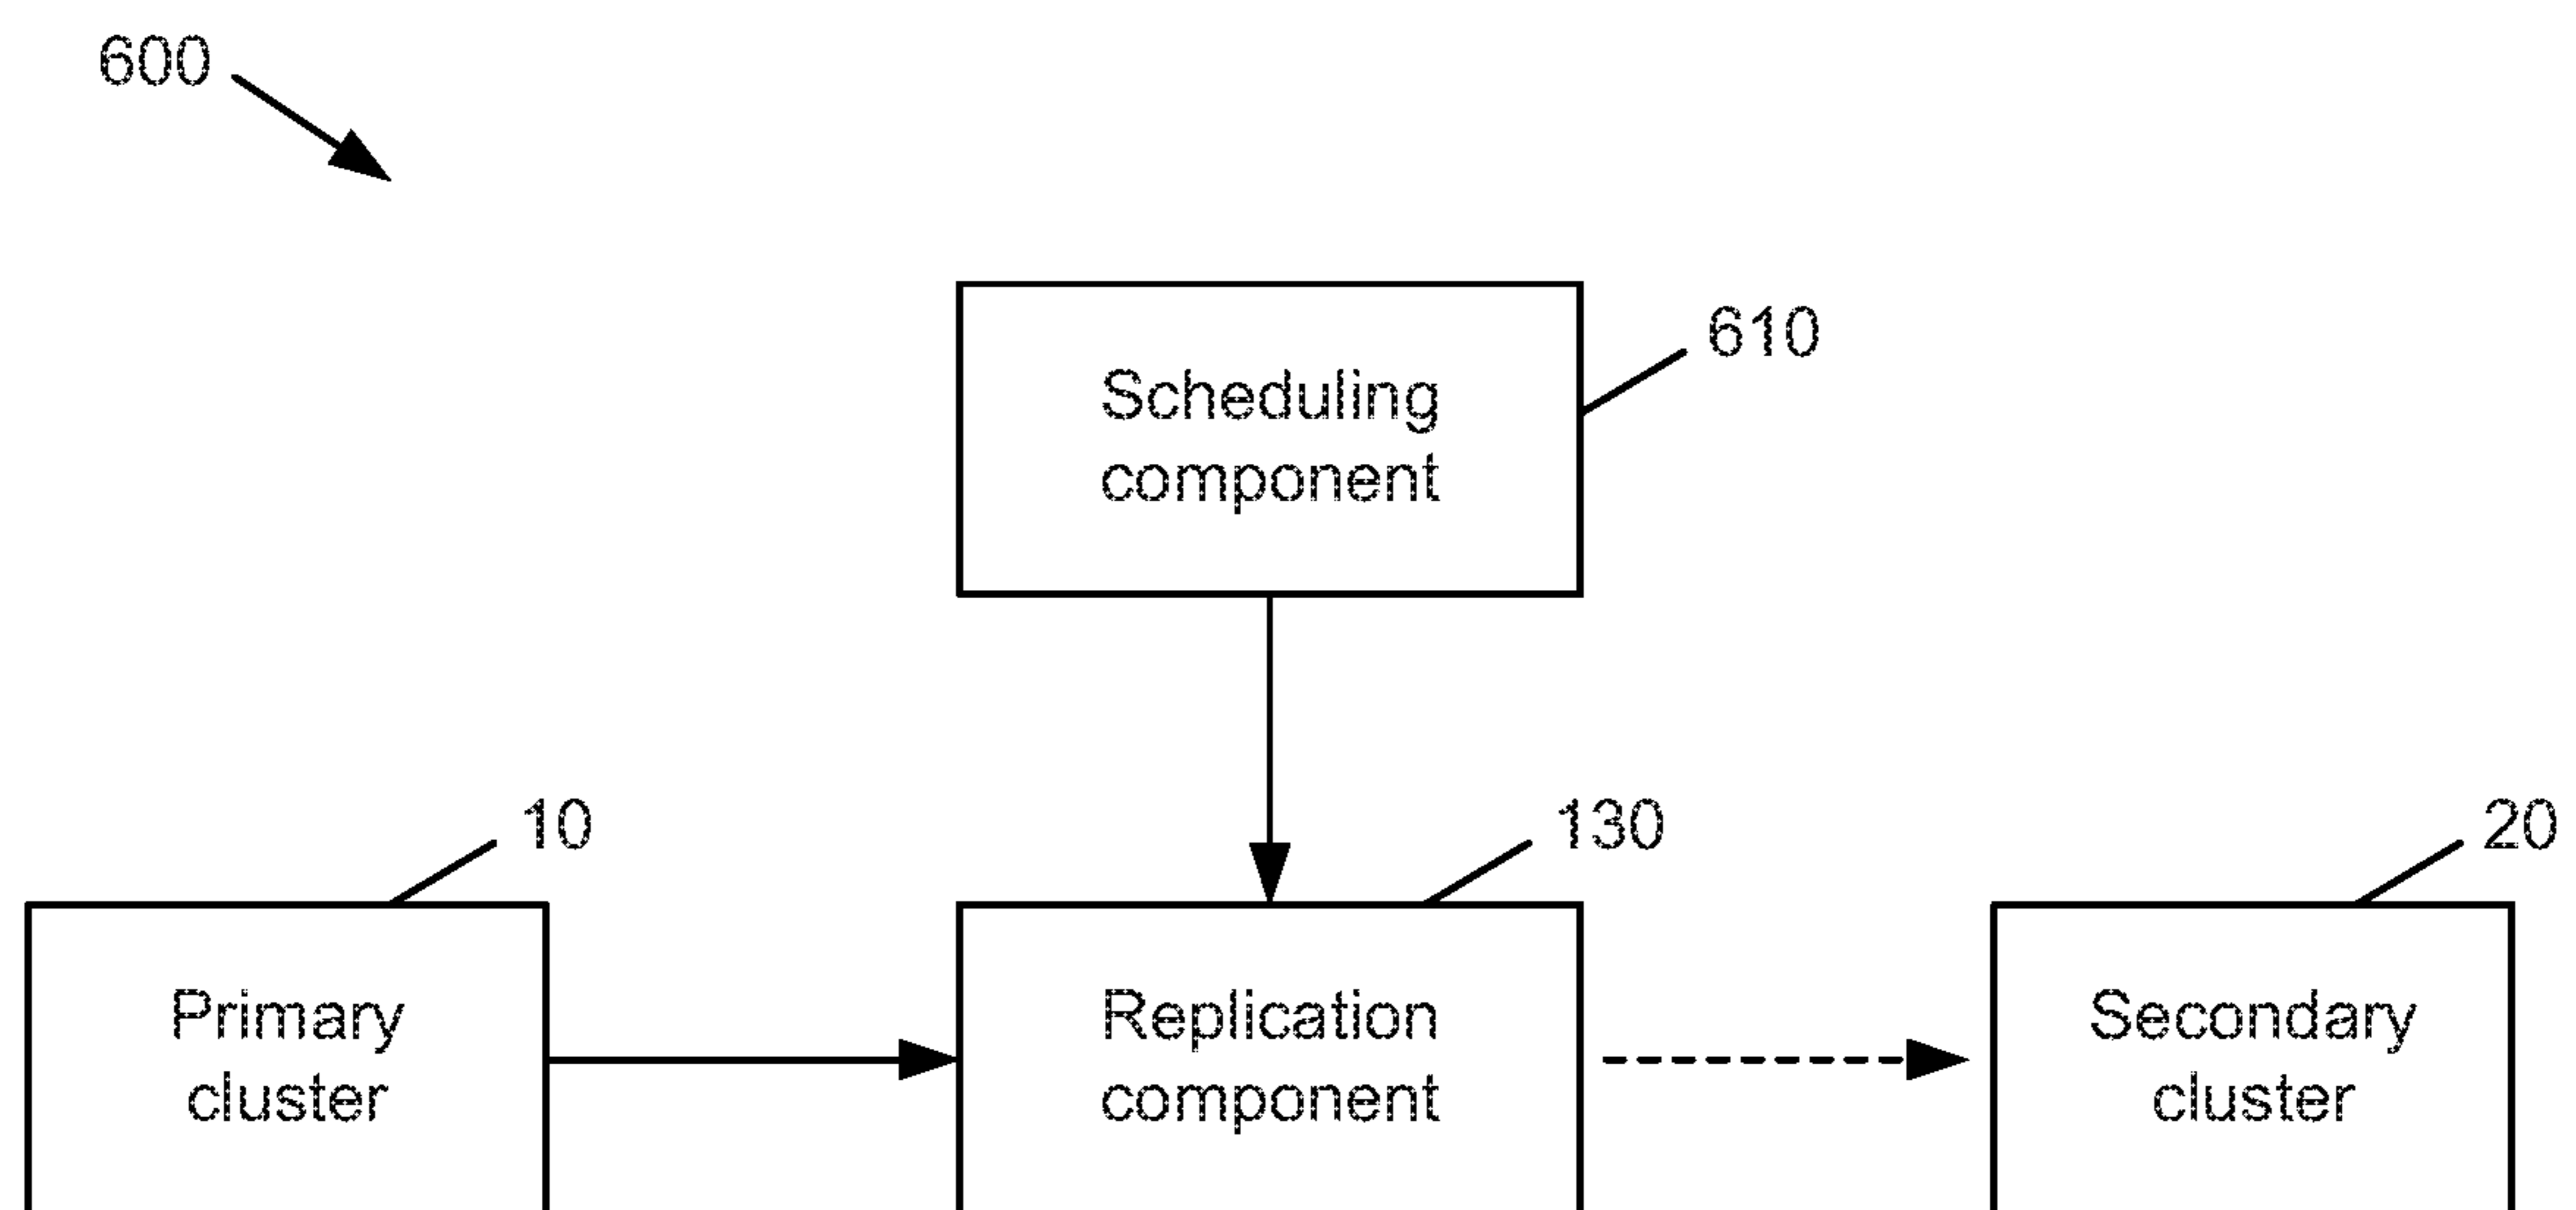 600
610
Scheduling
component
10
130
20
Primary
cluster
Replication
component
Secondary
cluster